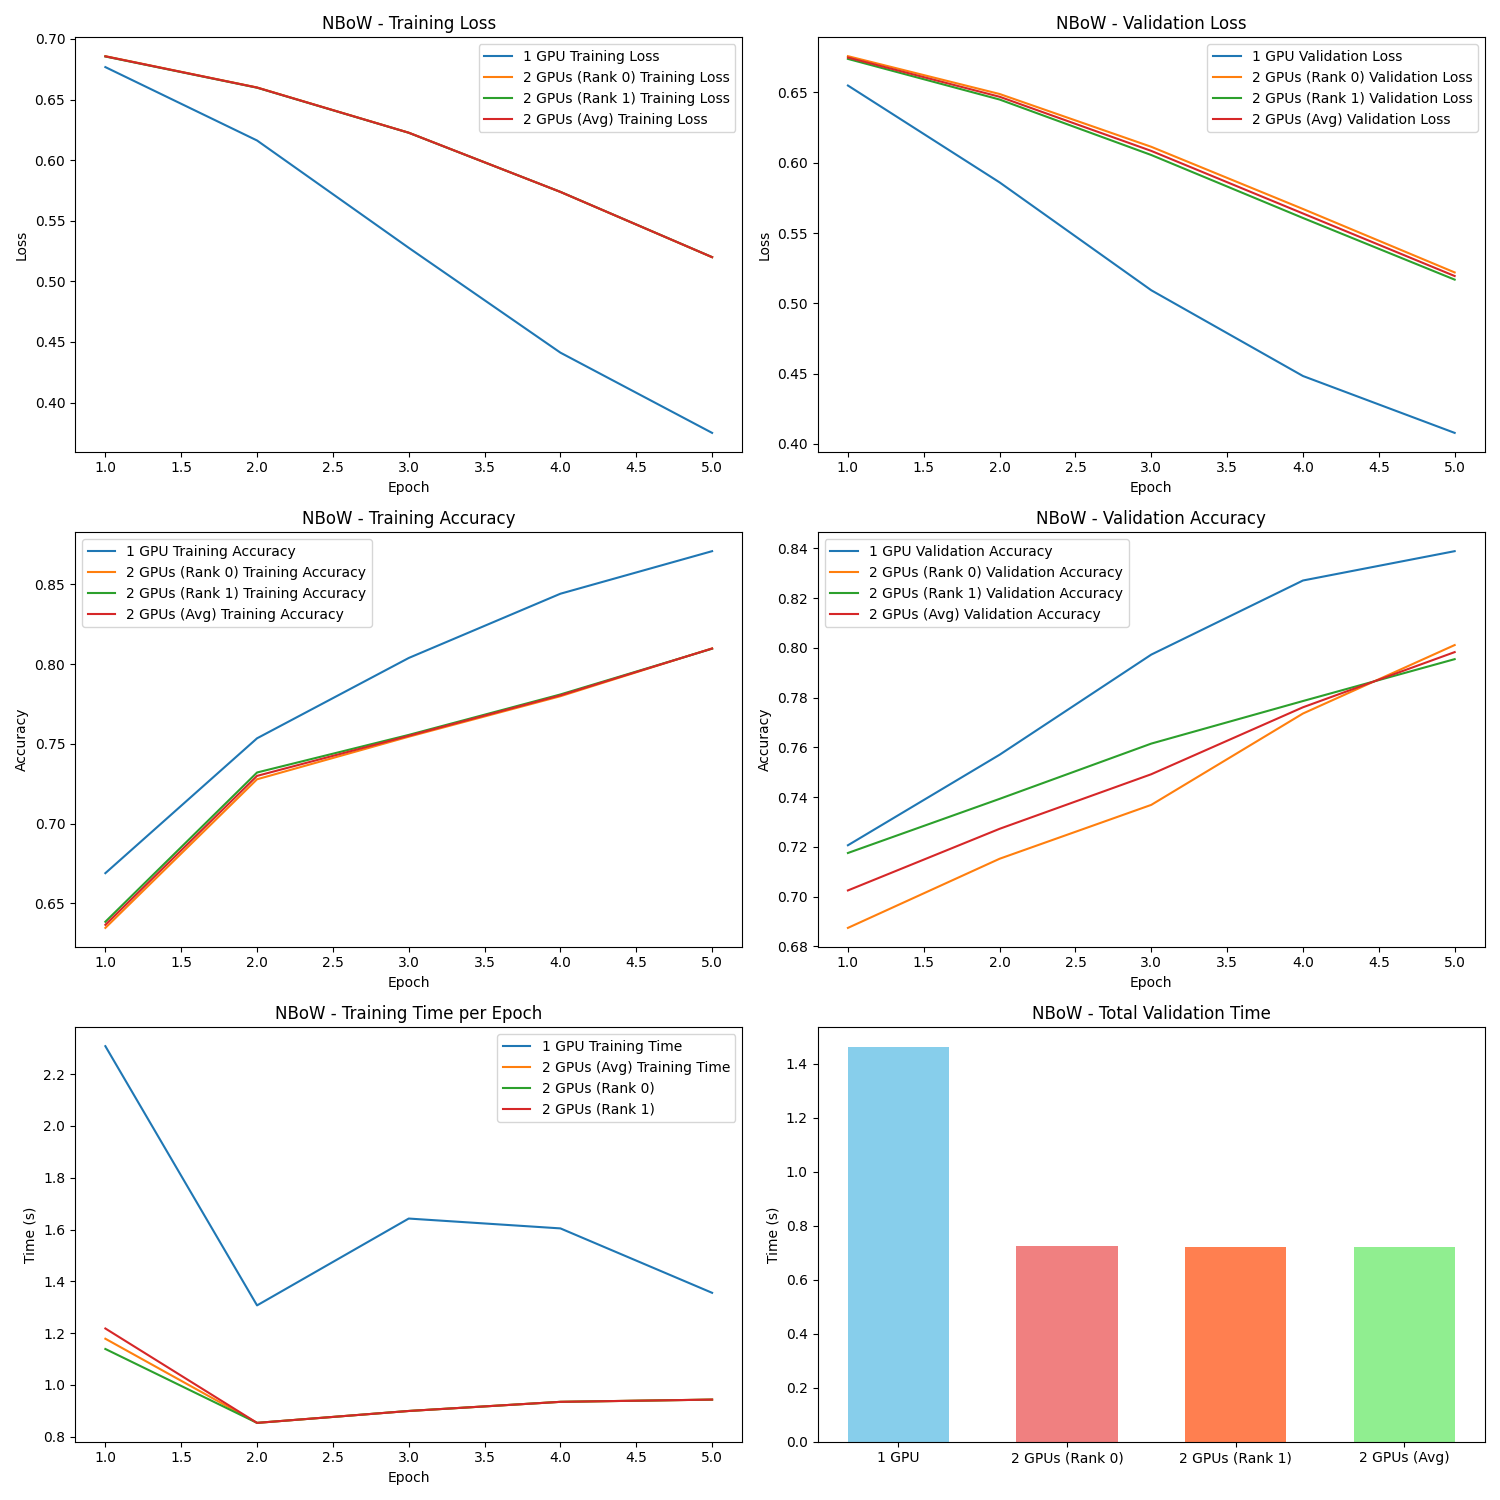 NBoW - Training Loss
0.70
0.65
0.60
0.55
0.50
0.45
0.40
Loss
1 GPU Training Loss
2 GPUs (Rank 0) Training Loss
2 GPUs (Rank 1) Training Loss
2 GPUs (Avg) Training Loss
1.0 1.5 2.0 2.5 3.0 3.5 4.0 4.5 5.0
Epoch
NBoW - Validation Loss
0.65
0.60
0.55
0.50
0.45
0.40
Loss
1 GPU Validation Loss
2 GPUs (Rank 0) Validation Loss
2 GPUs (Rank 1) Validation Loss
2 GPUs (Avg) Validation Loss
1.0 1.5 2.0 2.5 3.0 3.5 4.0 4.5 5.0
Epoch
NBoW - Training Accuracy
0.85
0.80
0.75
0.70
0.65
Accuracy
1 GPU Training Accuracy
2 GPUs (Rank 0) Training Accuracy
2 GPUs (Rank 1) Training Accuracy
2 GPUs (Avg) Training Accuracy
1.0 1.5 2.0 2.5 3.0 3.5 4.0 4.5 5.0
Epoch
NBoW - Validation Accuracy
0.84
0.82
0.80
0.78
0.76
0.74
0.72
0.70
0.68
Accuracy
1 GPU Validation Accuracy
2 GPUs (Rank 0) Validation Accuracy
2 GPUs (Rank 1) Validation Accuracy
2 GPUs (Avg) Validation Accuracy
1.0 1.5 2.0 2.5 3.0 3.5 4.0 4.5 5.0
Epoch
NBoW - Training Time per Epoch
2.2
2.0
1.8
1.6
1.4
1.2
1.0
0.8
Time (s)
1 GPU Training Time
2 GPUs (Avg) Training Time
2 GPUs (Rank 0)
2 GPUs (Rank 1)
1.0 1.5 2.0 2.5 3.0 3.5 4.0 4.5 5.0
Epoch
NBoW - Total Validation Time
1.4
1.2
1.0
0.8
0.6
0.4
0.2
0.0
Time (s)
1 GPU 2 GPUs (Rank 0) 2 GPUs (Rank 1) 2 GPUs (Avg)